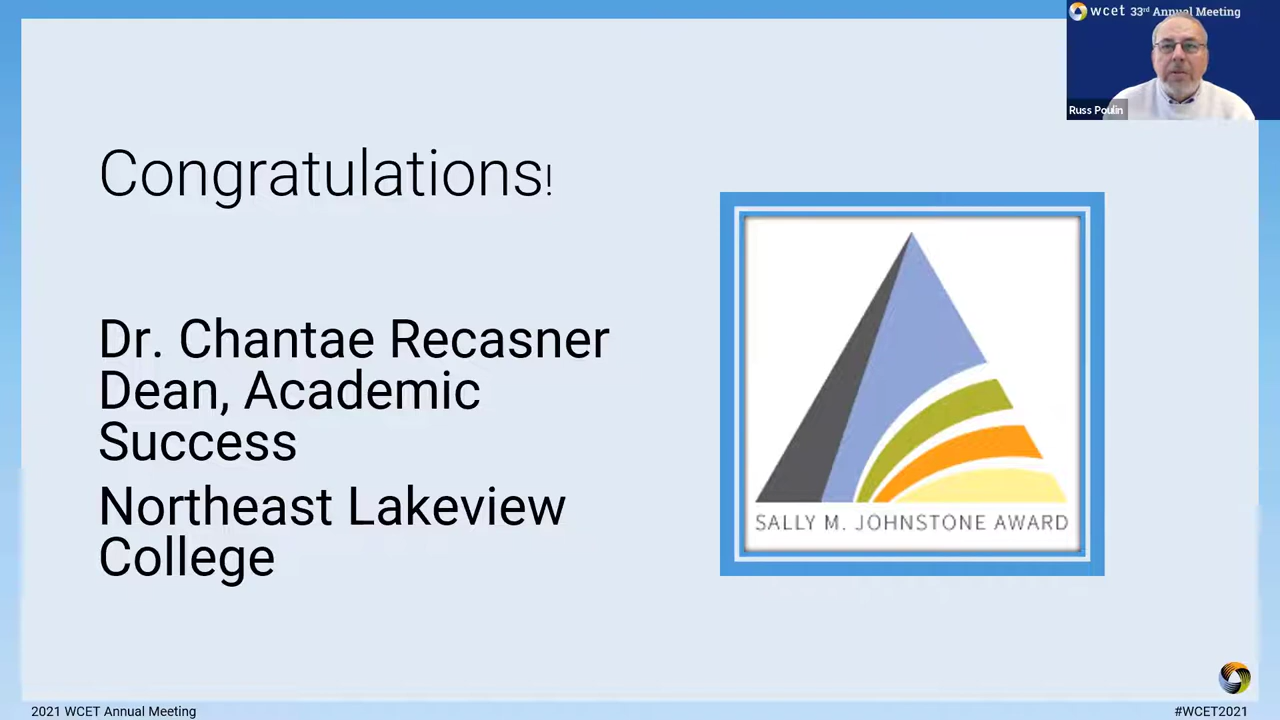 wcet 33rd Annual Meeting
Russ Poulin
Congratulations!
Dr. Chantae Recasner
Dean, Academic
Success
Northeast Lakeview
College
SALLY M. JOHNSTONE AWARD
2021 WCET Annual Meeting
#WCET2021